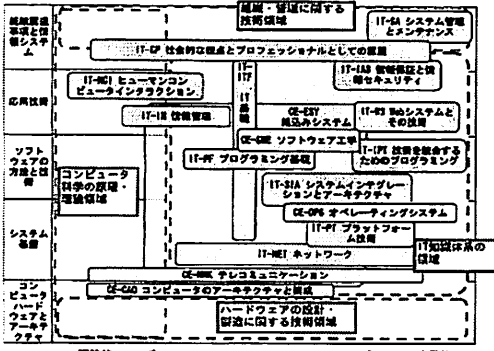 組織・管道に関する
技術領域
組織関連
事項と情
報システ
ム
IT-SA システム管理
とメンテナンス
IT-SP 社会的な観点とプロフェッショナルとしての
IT-
ITF
IT
基礎
IT-IAS 情報保証と情
報セキュリティ
応用技術
IT-HCI ヒューマンコン
ピュータインタラクション
IT-IM 情報管理
CE-ESY
組込みシステム
IT-WS Webシステムと
その技術
ソフト
ウェアの
方法と技
術
CE-SWE ソフトウェア工学
IT-PF プログラミング基礎
IT-IPT 技術を統合する
ためのプログラミング
コンピュータ
科学の原理・
理論領域
IT-SIA システムインテグレー
ションとアーキテクチャ
CE-OPS オペレーティングシステム
システム
基盤
IT-PT プラットフォー
ム技術
IT-NET ネットワーク
IT知識体系の
領域
CE-NWK テレコミュニケーション
コン
ピュータ
ハード
ウェアと
アーキテ
クチャ
CE-CAO コンピュータのアーキテクチャと構成
ハードウェアの設計・
製造に関する技術領域